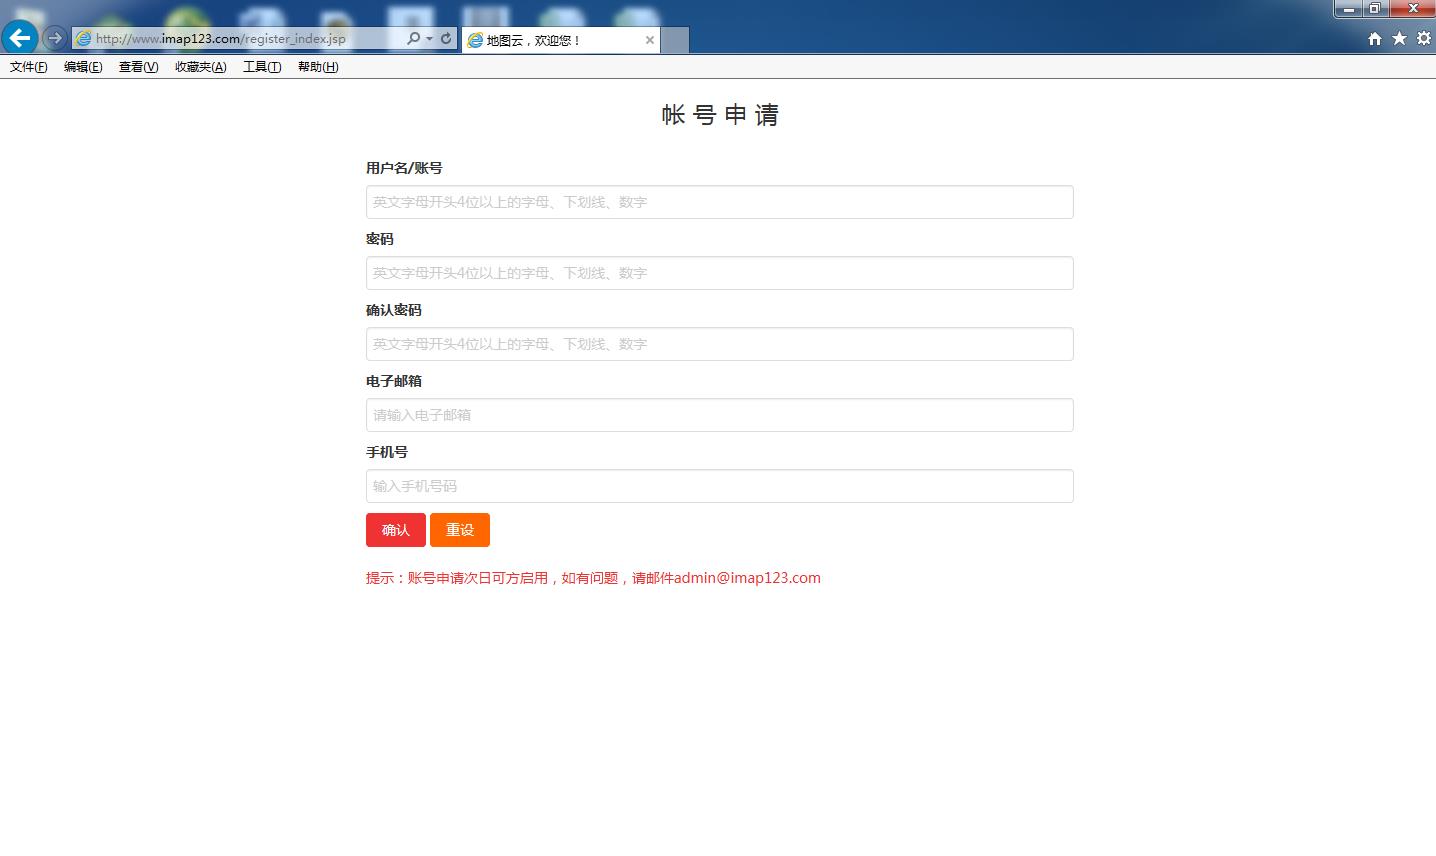 http://www.imap123.com/register_index.jsp
地图云，欢迎您！
文件(F) 编辑(E) 查看(V) 收藏夹(A) 工具(T) 帮助(H)
帐号申请
用户名/账号
英文字母开头4位以上的字母、下划线、数字
密码
英文字母开头4位以上的字母、下划线、数字
确认密码
英文字母开头4位以上的字母、下划线、数字
电子邮箱
请输入电子邮箱
手机号
输入手机号码
确认 重设
提示：账号申请次日可方启用，如有问题，请邮件admin@imap123.com